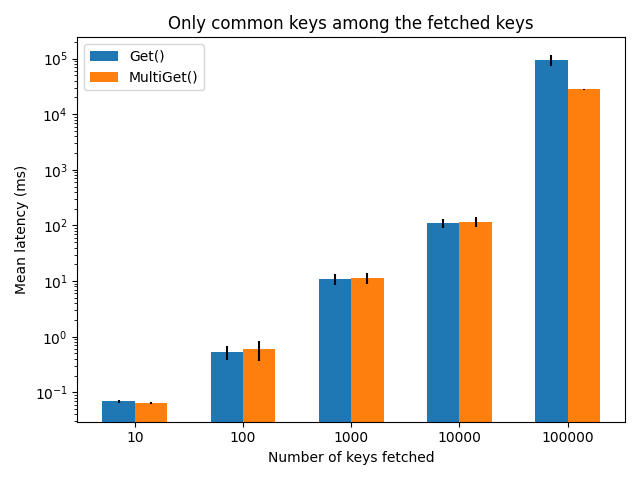 Only common keys among the fetched keys
Get()
MultiGet()
10^5
10^4
10^3
10^2
10^1
10^0
10^-1
Mean latency (ms)
10 100 1000 10000 100000
Number of keys fetched